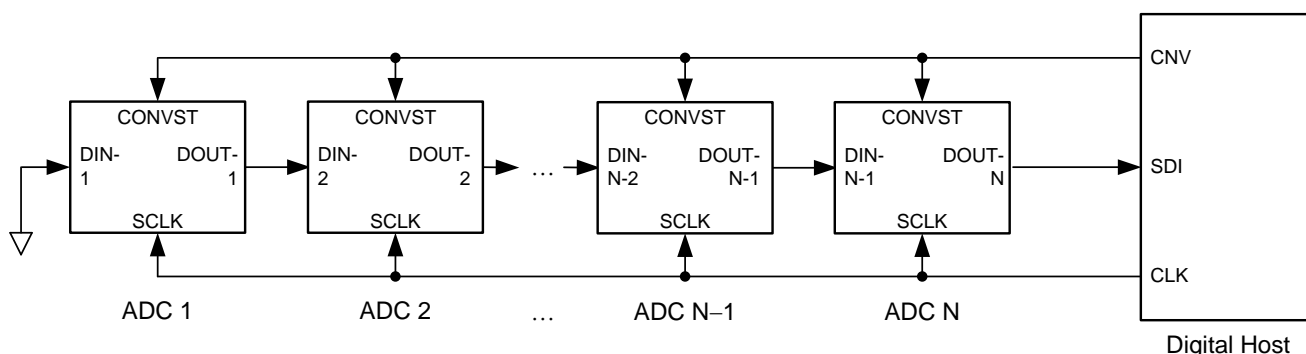 CNV
CONVST
CONVST
CONVST
CONVST
DIN-
1
DOUT-
1
DIN-
2
DOUT-
2
...
DIN-
N-2
DOUT-
N-1
DIN-
N-1
DOUT-
N
SDI
SCLK
SCLK
SCLK
SCLK
CLK
ADC 1
ADC 2
...
ADC N−1
ADC N
Digital Host